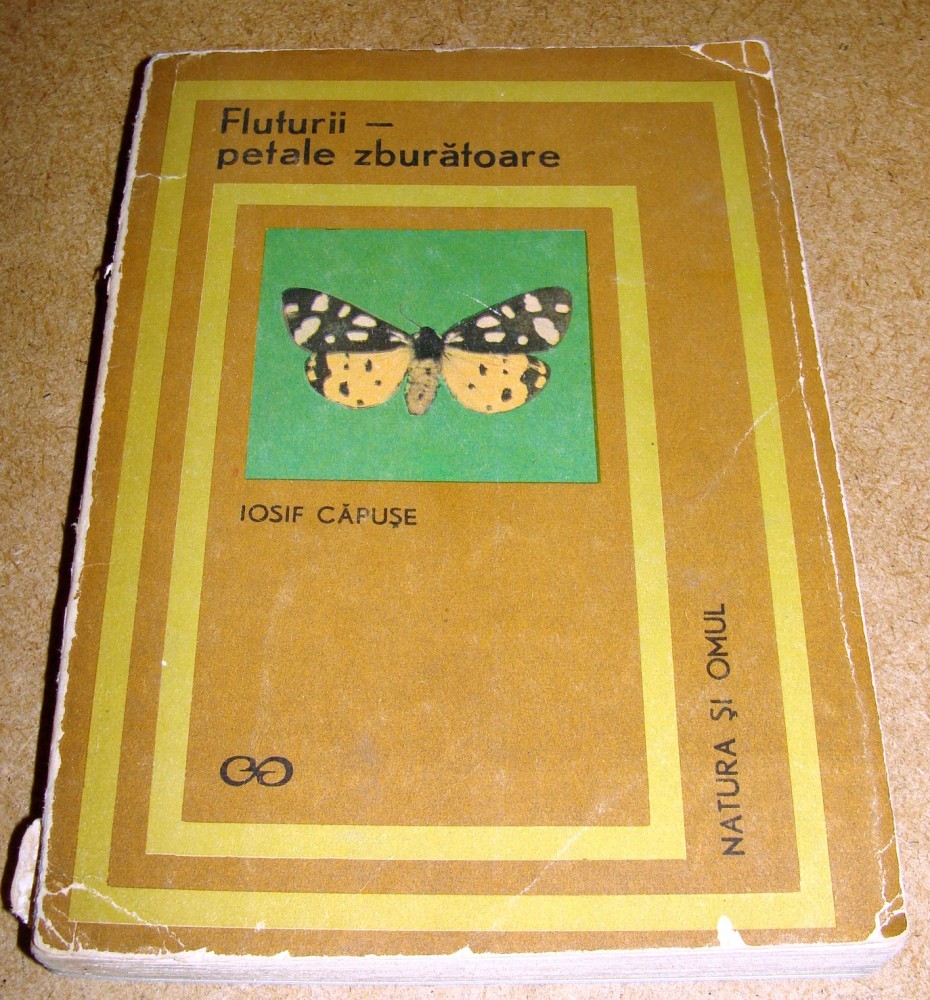 Fluturii —
petale zburătoare
IOSIF CĂPUŞE
NATURA ŞI OMUL